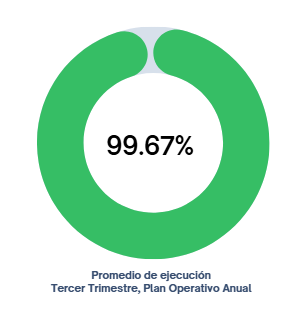 99.67%
Promedio de ejecución
Tercer Trimestre, Plan Operativo Anual